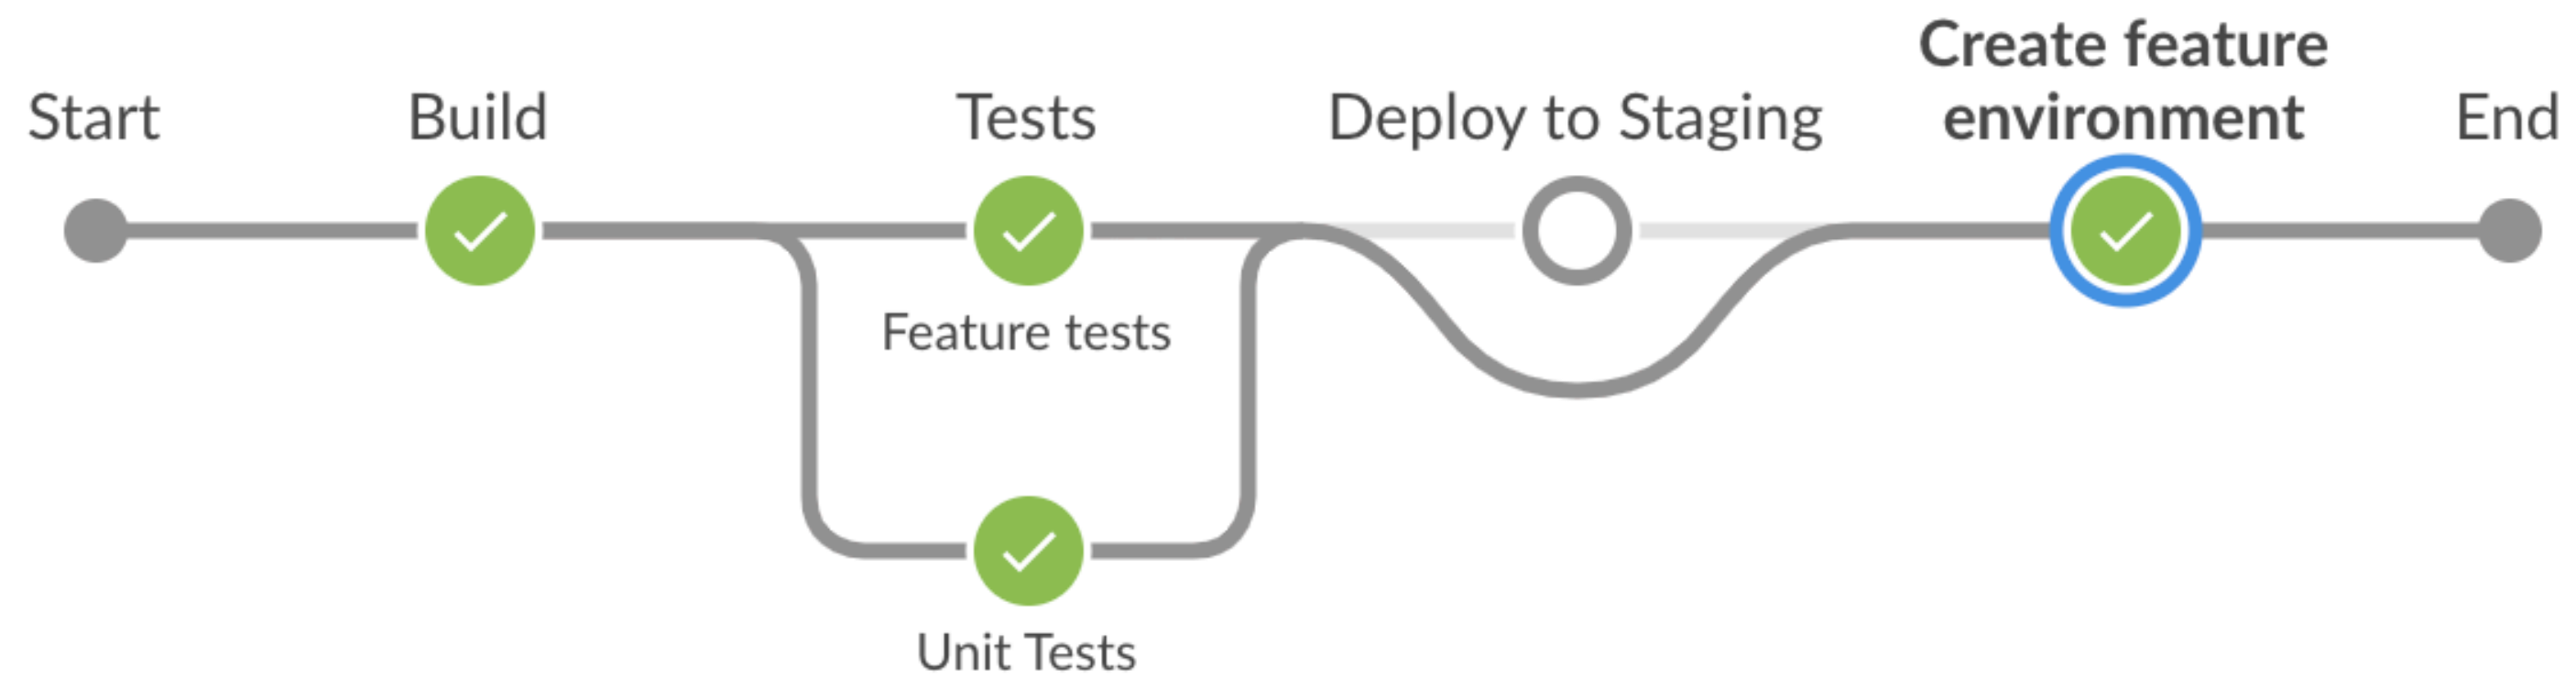 Start
Build
Tests
Deploy to Staging
Create feature
environment
End
Feature tests
Unit Tests